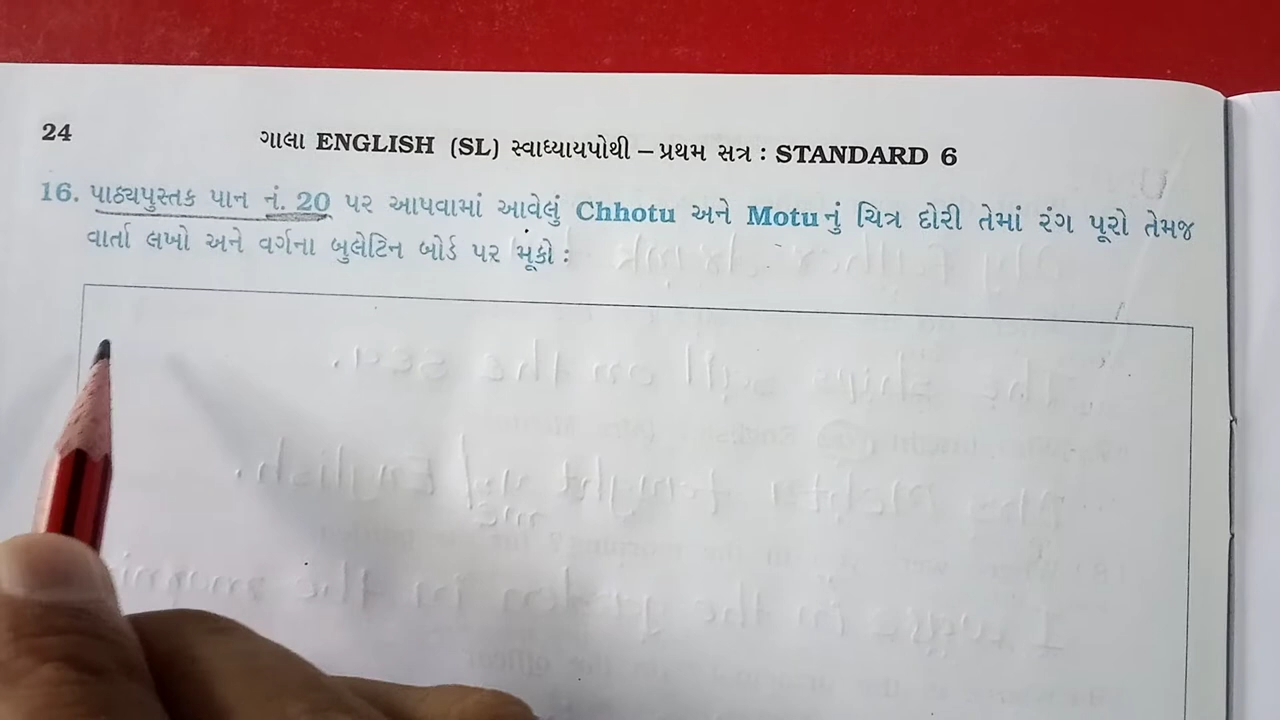 24
ગાલા ENGLISH (SL) સ્વાધ્યાયપોથી – પ્રથમ સત્ર : STANDARD 6
16. પાઠ્યપુસ્તક પાન નં. 20 પર આપવામાં આવેલું Chhotu અને Motuનું ચિત્ર દોરી તેમાં રંગ પૂરો તેમજ
વાર્તા લખો અને વર્ગના બુલેટિન બોર્ડ પર મૂકો :